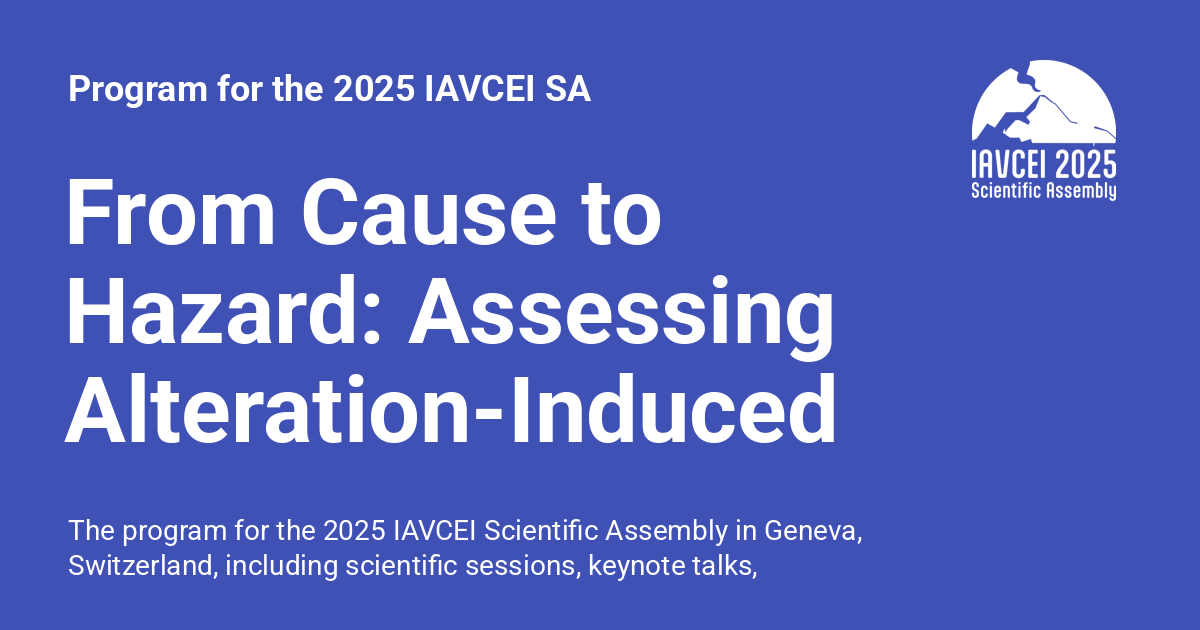 Program for the 2025 IAVCEI SA
IAVCEI 2025
Scientific Assembly
From Cause to
Hazard: Assessing
Alteration-Induced
The program for the 2025 IAVCEI Scientific Assembly in Geneva,
Switzerland, including scientific sessions, keynote talks,